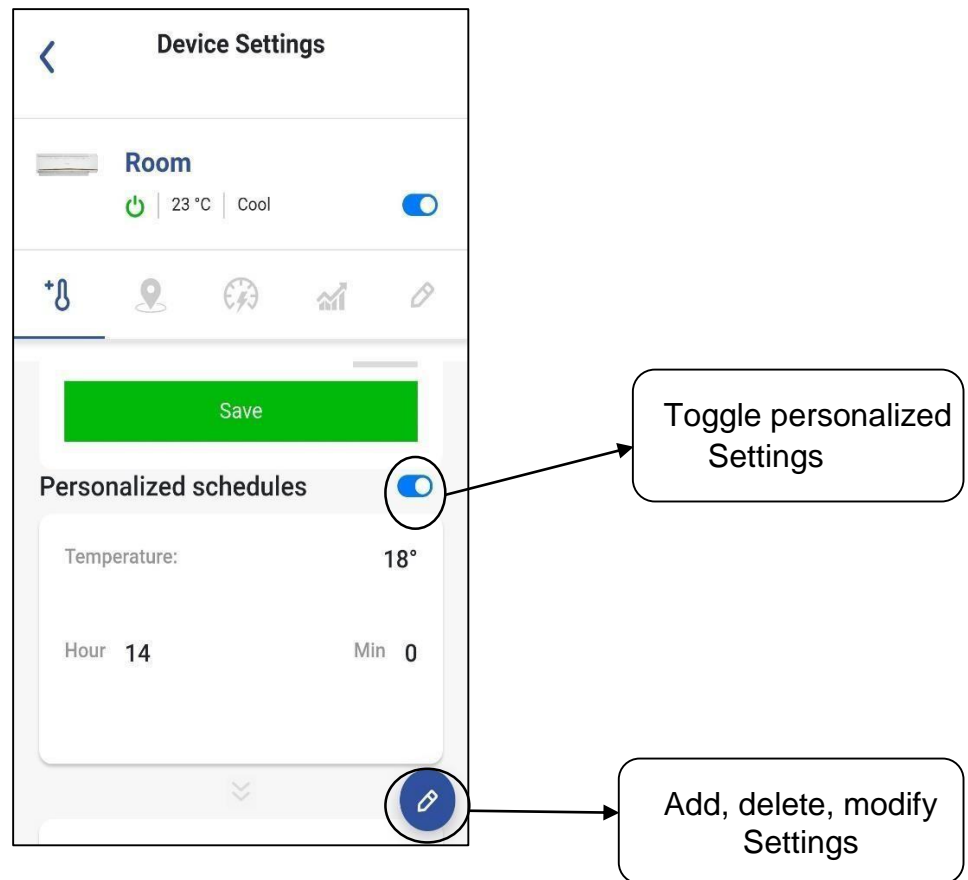 Device Settings
Room
23 °C Cool
Save
Personalized schedules
Temperature: 18°
Hour 14 Min 0
Toggle personalized
Settings
Add, delete, modify
Settings